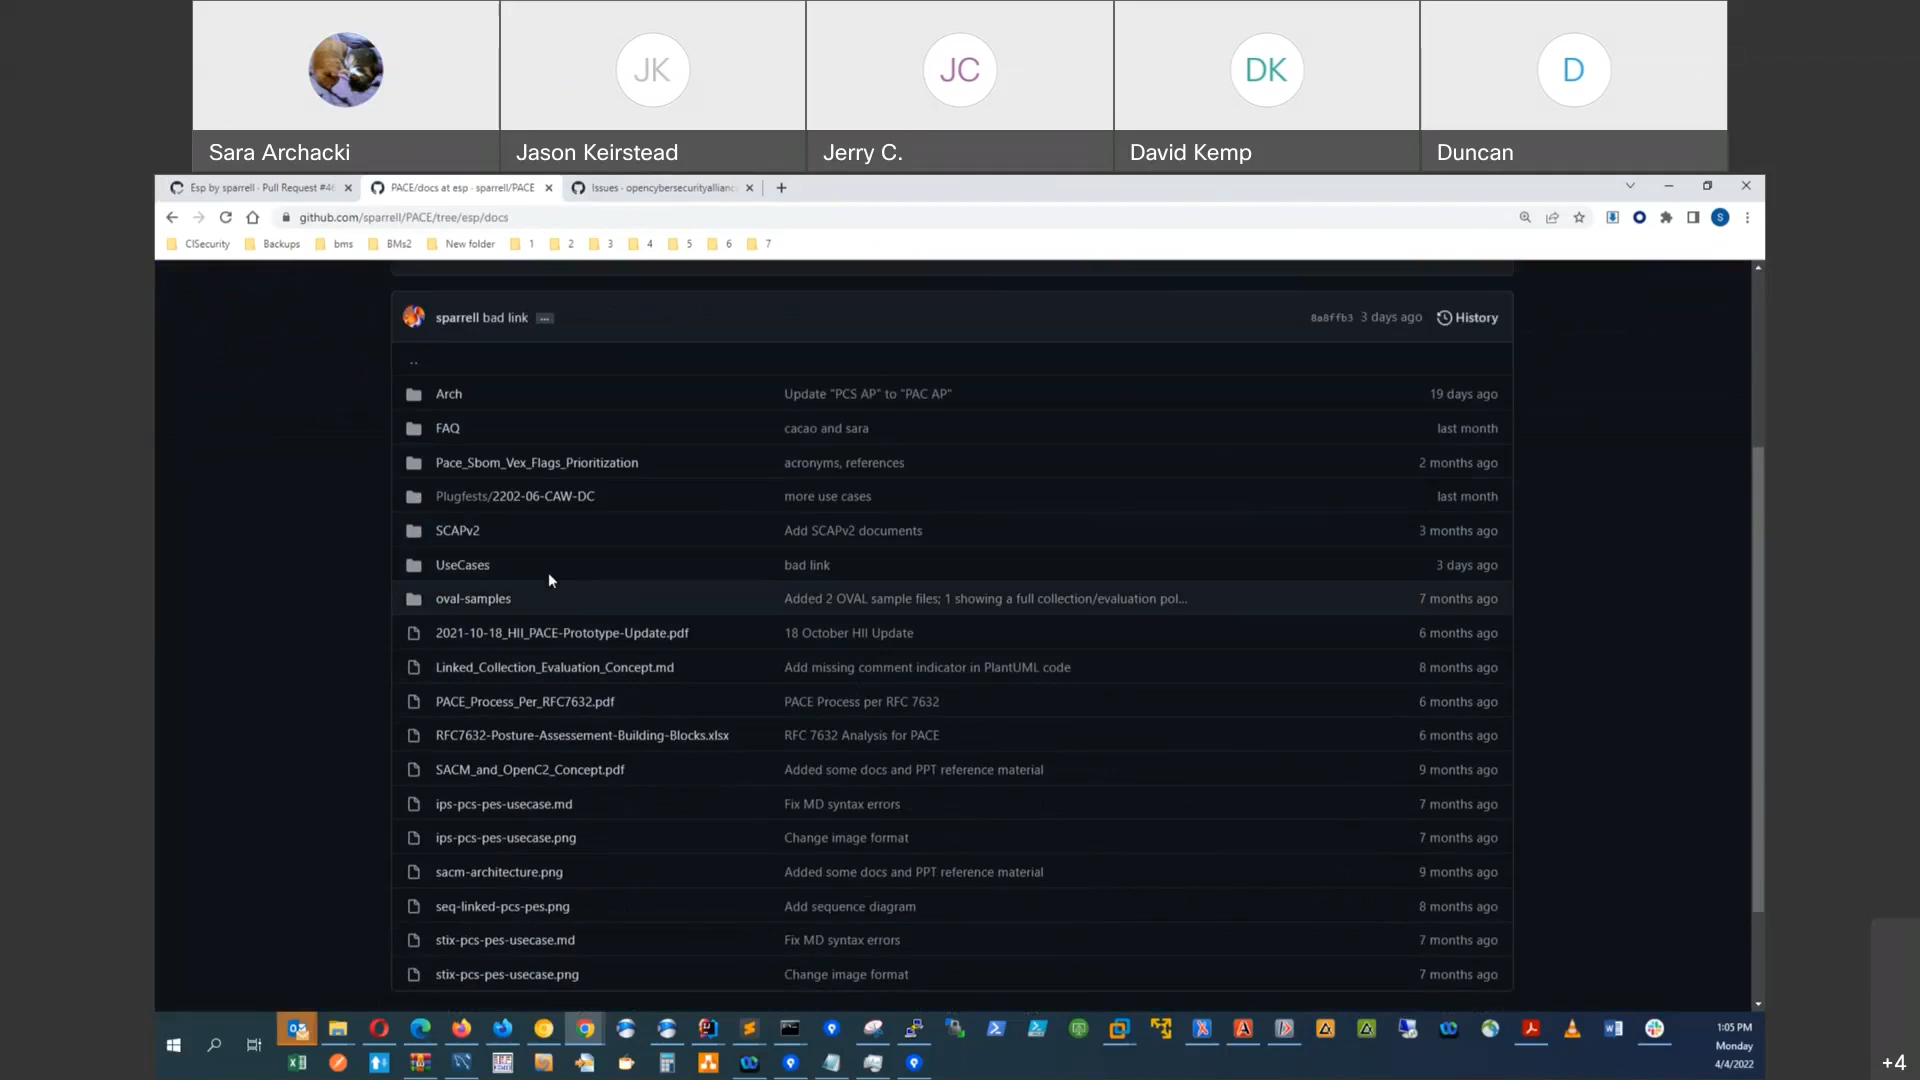 JK
JC
DK
D
Sara Archacki
Jason Keirstead
Jerry C.
David Kemp
Duncan
Esp by sparrell · Pull Request #4
PACE/docs at esp · sparrell/PACE
Issues · opencybersecurityallianc
github.com/sparrell/PACE/tree/esp/docs
S
CISecurity
Backups
bms
BMs2
New folder
1
2
3
4
5
6
7
sparrell bad link ...
8a8ffb3 3 days ago
History
..
Arch Update "PCS AP" to "PAC AP" 19 days ago
FAQ cacao and sara last month
Pace_Sbom_Vex_Flags_Prioritization acronyms, references 2 months ago
Plugfests/2202-06-CAW-DC more use cases last month
SCAPv2 Add SCAPv2 documents 3 months ago
UseCases bad link 3 days ago
oval-samples Added 2 OVAL sample files; 1 showing a full collection/evaluation pol... 7 months ago
2021-10-18_HII_PACE-Prototype-Update.pdf 18 October HII Update 6 months ago
Linked_Collection_Evaluation_Concept.md Add missing comment indicator in PlantUML code 8 months ago
PACE_Process_Per_RFC7632.pdf PACE Process per RFC 7632 6 months ago
RFC7632-Posture-Assessement-Building-Blocks.xlsx RFC 7632 Analysis for PACE 6 months ago
SACM_and_OpenC2_Concept.pdf Added some docs and PPT reference material 9 months ago
ips-pcs-pes-usecase.md Fix MD syntax errors 7 months ago
ips-pcs-pes-usecase.png Change image format 7 months ago
sacm-architecture.png Added some docs and PPT reference material 9 months ago
seq-linked-pcs-pes.png Add sequence diagram 8 months ago
stix-pcs-pes-usecase.md Fix MD syntax errors 7 months ago
stix-pcs-pes-usecase.png Change image format 7 months ago
1:05 PM
Monday
4/4/2022
+4